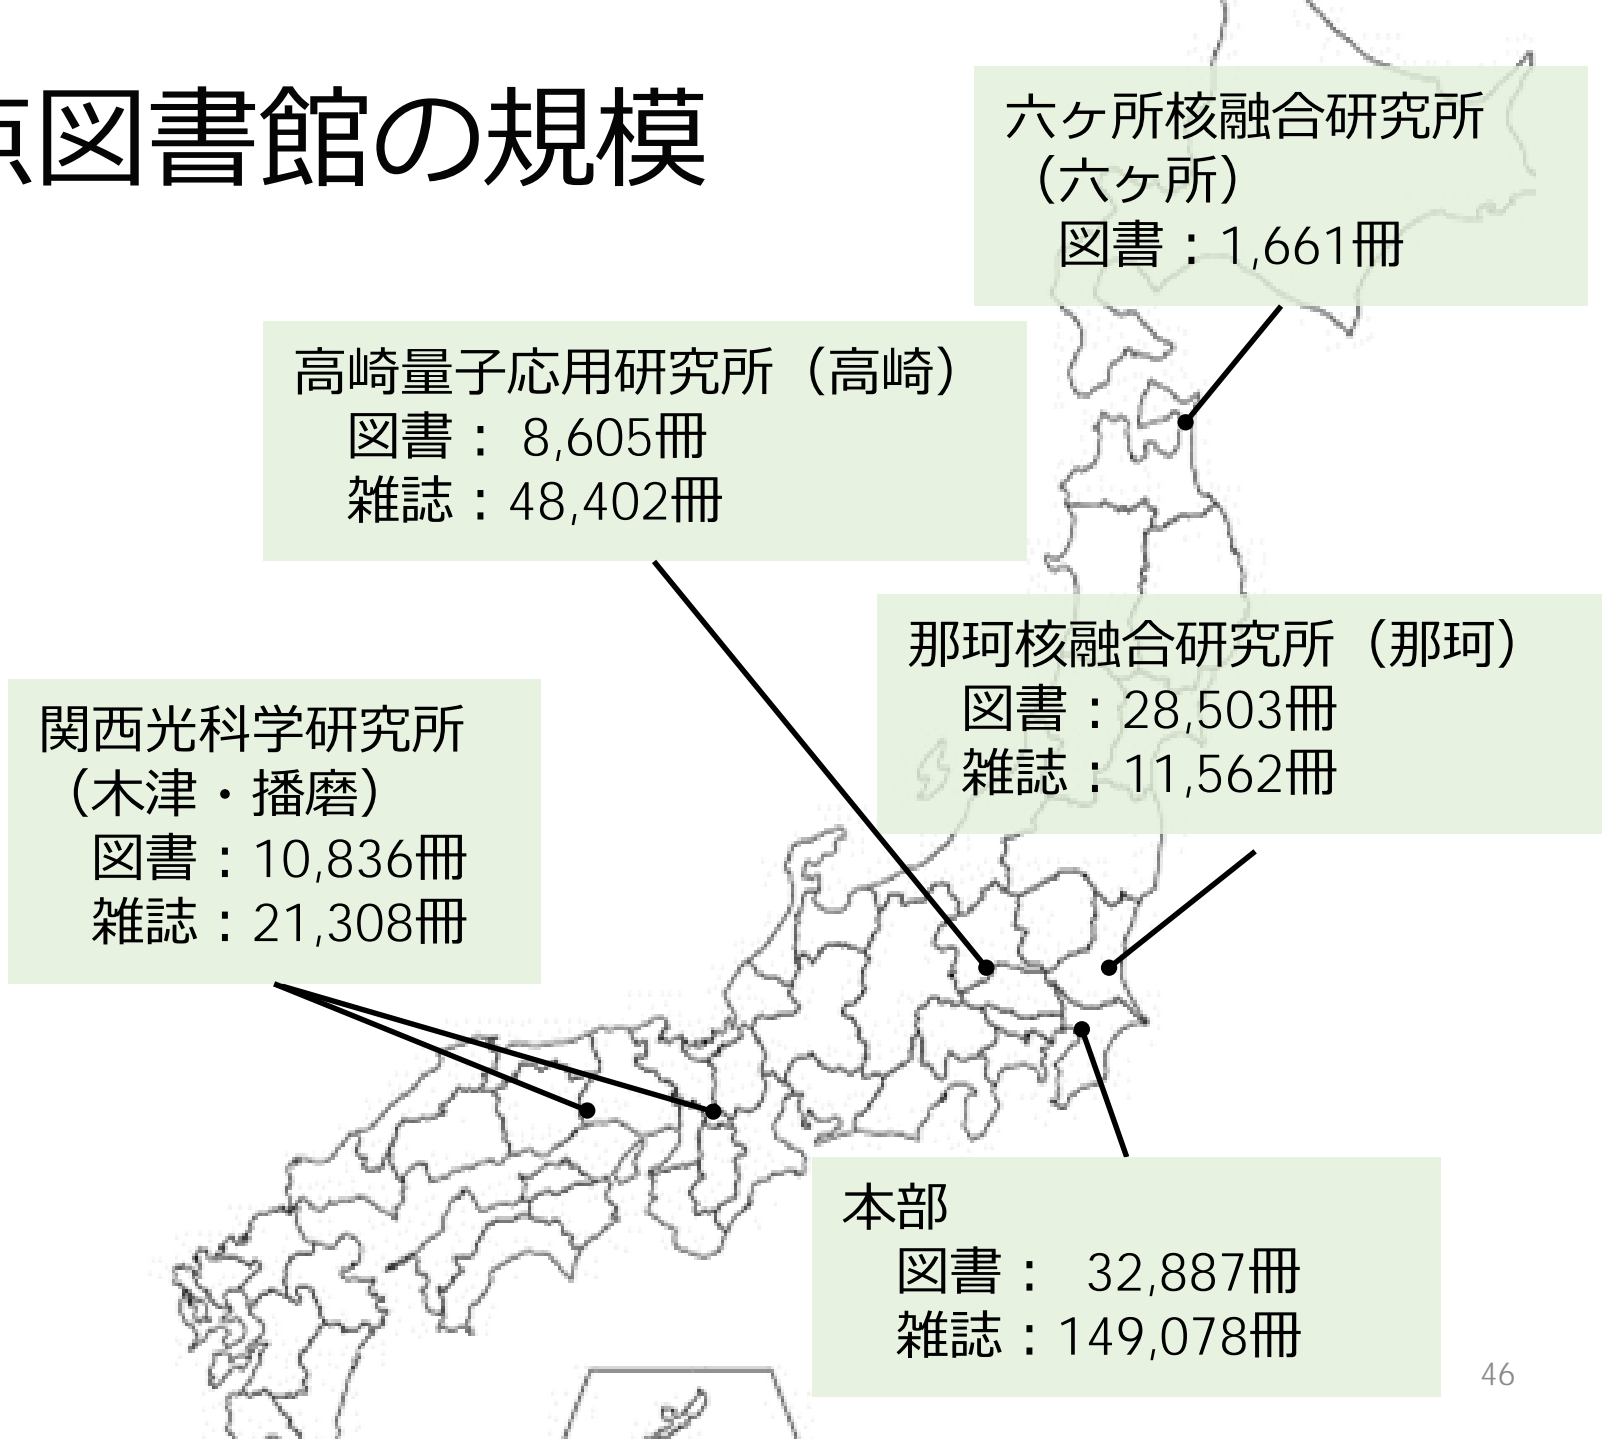 点図書館の規模
六ヶ所核融合研究所
（六ヶ所）
図書：1,661冊
高崎量子応用研究所（高崎）
図書： 8,605冊
雑誌：48,402冊
那珂核融合研究所（那珂）
図書：28,503冊
雑誌：11,562冊
関西光科学研究所
（木津・播磨）
図書：10,836冊
雑誌：21,308冊
本部
図書： 32,887冊
雑誌：149,078冊
46